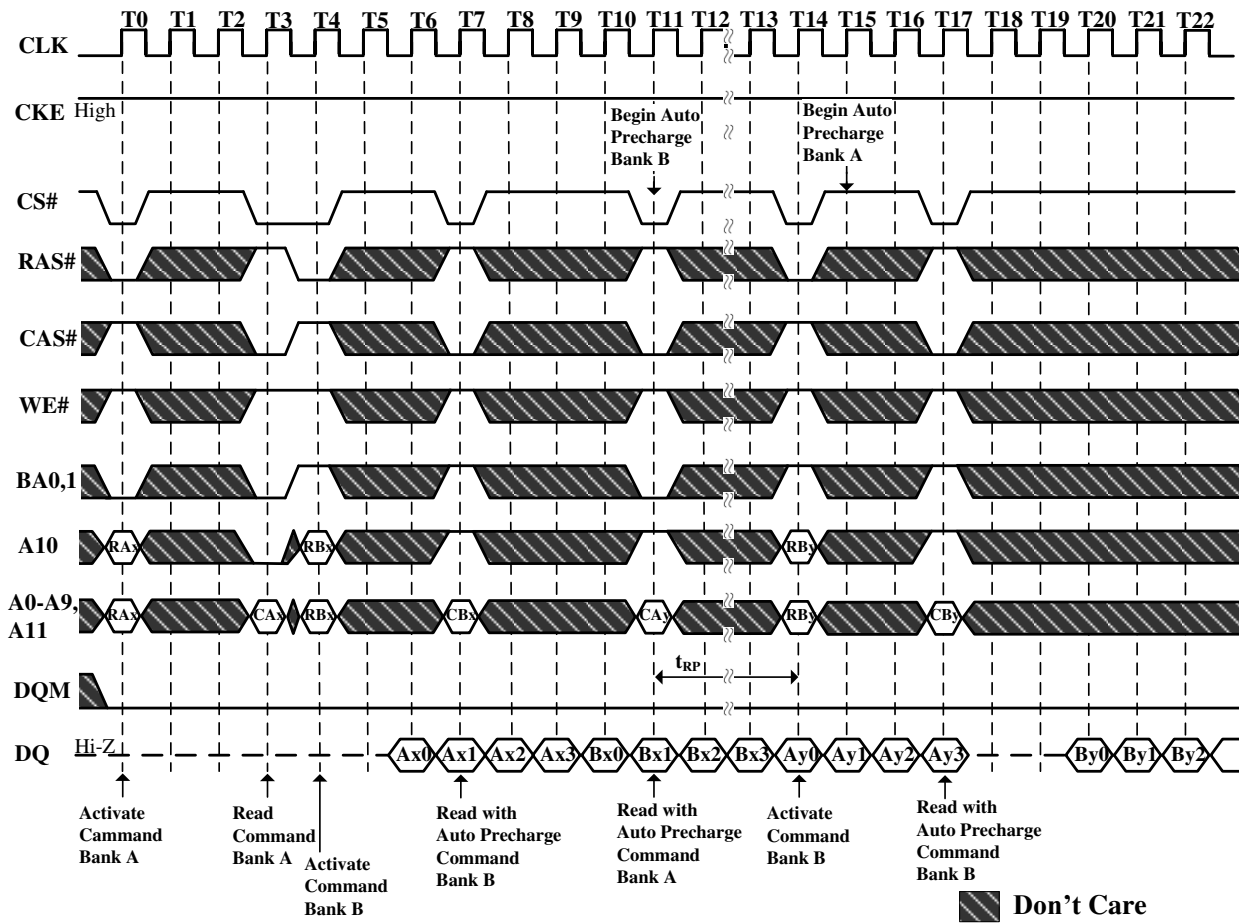 T0 T1 T2 T3 T4 T5 T6 T7 T8 T9 T10 T11 T12 T13 T14 T15 T16 T17 T18 T19 T20 T21 T22
CLK
CKE High
Begin Auto
Precharge
Bank B
Begin Auto
Precharge
Bank A
CS#
RAS#
CAS#
WE#
BA0,1
A10 RAx RBx RBy
A0-A9,
A11
RAx CAx RBx CBx CAy RBy CBy
tRP
DQM
DQ Hi-Z Ax0 Ax1 Ax2 Ax3 Bx0 Bx1 Bx2 Bx3 Ay0 Ay1 Ay2 Ay3 By0 By1 By2
Activate
Cammand
Bank A
Read
Command
Bank A
Activate
Command
Bank B
Read with
Auto Precharge
Command
Bank B
Read with
Auto Precharge
Command
Bank A
Activate
Command
Bank B
Read with
Auto Precharge
Command
Bank B
Don't Care